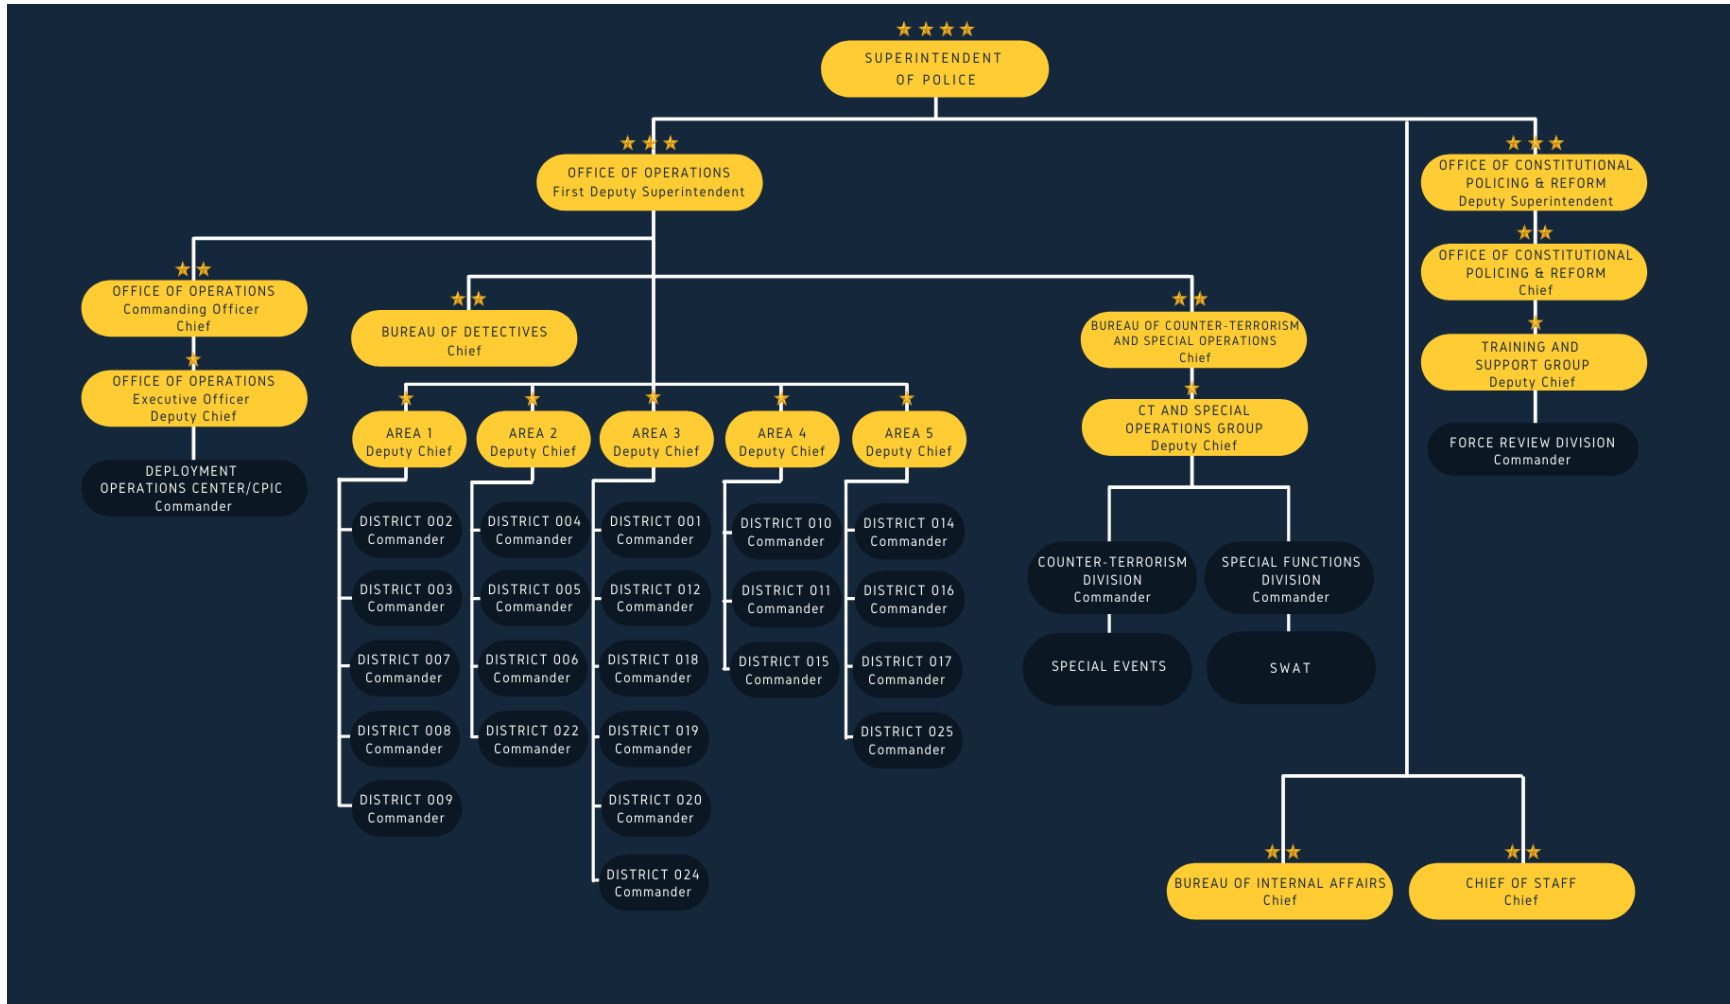 SUPERINTENDENT
OF POLICE
OFFICE OF OPERATIONS
First Deputy Superintendent
OFFICE OF CONSTITUTIONAL
POLICING & REFORM
Deputy Superintendent
OFFICE OF CONSTITUTIONAL
POLICING & REFORM
Chief
TRAINING AND
SUPPORT GROUP
Deputy Chief
FORCE REVIEW DIVISION
Commander
OFFICE OF OPERATIONS
Commanding Officer
Chief
OFFICE OF OPERATIONS
Executive Officer
Deputy Chief
DEPLOYMENT
OPERATIONS CENTER/CPIC
Commander
BUREAU OF DETECTIVES
Chief
BUREAU OF COUNTER-TERRORISM
AND SPECIAL OPERATIONS
Chief
CT AND SPECIAL
OPERATIONS GROUP
Deputy Chief
COUNTER-TERRORISM
DIVISION
Commander
SPECIAL EVENTS
SPECIAL FUNCTIONS
DIVISION
Commander
SWAT
AREA 1
Deputy Chief
DISTRICT 002
Commander
DISTRICT 003
Commander
DISTRICT 007
Commander
DISTRICT 008
Commander
DISTRICT 009
Commander
AREA 2
Deputy Chief
DISTRICT 004
Commander
DISTRICT 005
Commander
DISTRICT 006
Commander
DISTRICT 022
Commander
AREA 3
Deputy Chief
DISTRICT 001
Commander
DISTRICT 012
Commander
DISTRICT 018
Commander
DISTRICT 019
Commander
DISTRICT 020
Commander
DISTRICT 024
Commander
AREA 4
Deputy Chief
DISTRICT 010
Commander
DISTRICT 011
Commander
DISTRICT 015
Commander
AREA 5
Deputy Chief
DISTRICT 014
Commander
DISTRICT 016
Commander
DISTRICT 017
Commander
DISTRICT 025
Commander
BUREAU OF INTERNAL AFFAIRS
Chief
CHIEF OF STAFF
Chief